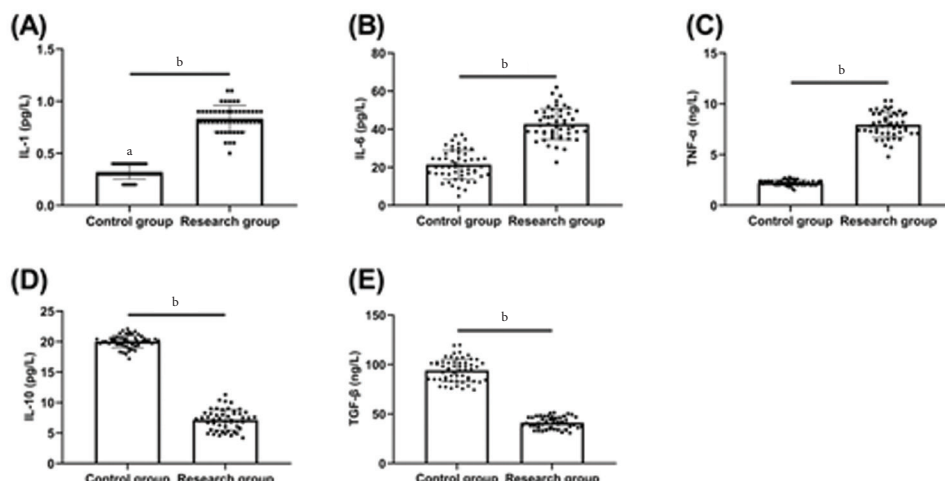 (A)
IL-1 (pg/L)
1.5
1.0
0.5
0.0
b
a
Control group Research group
(B)
IL-6 (pg/L)
80
60
40
20
0
b
Control group Research group
(C)
TNF-α (ng/L)
15
10
5
0
b
Control group Research group
(D)
IL-10 (pg/L)
25
20
15
10
5
0
b
Control group Research group
(E)
TGF-β (ng/L)
150
100
50
0
b
Control group Research group